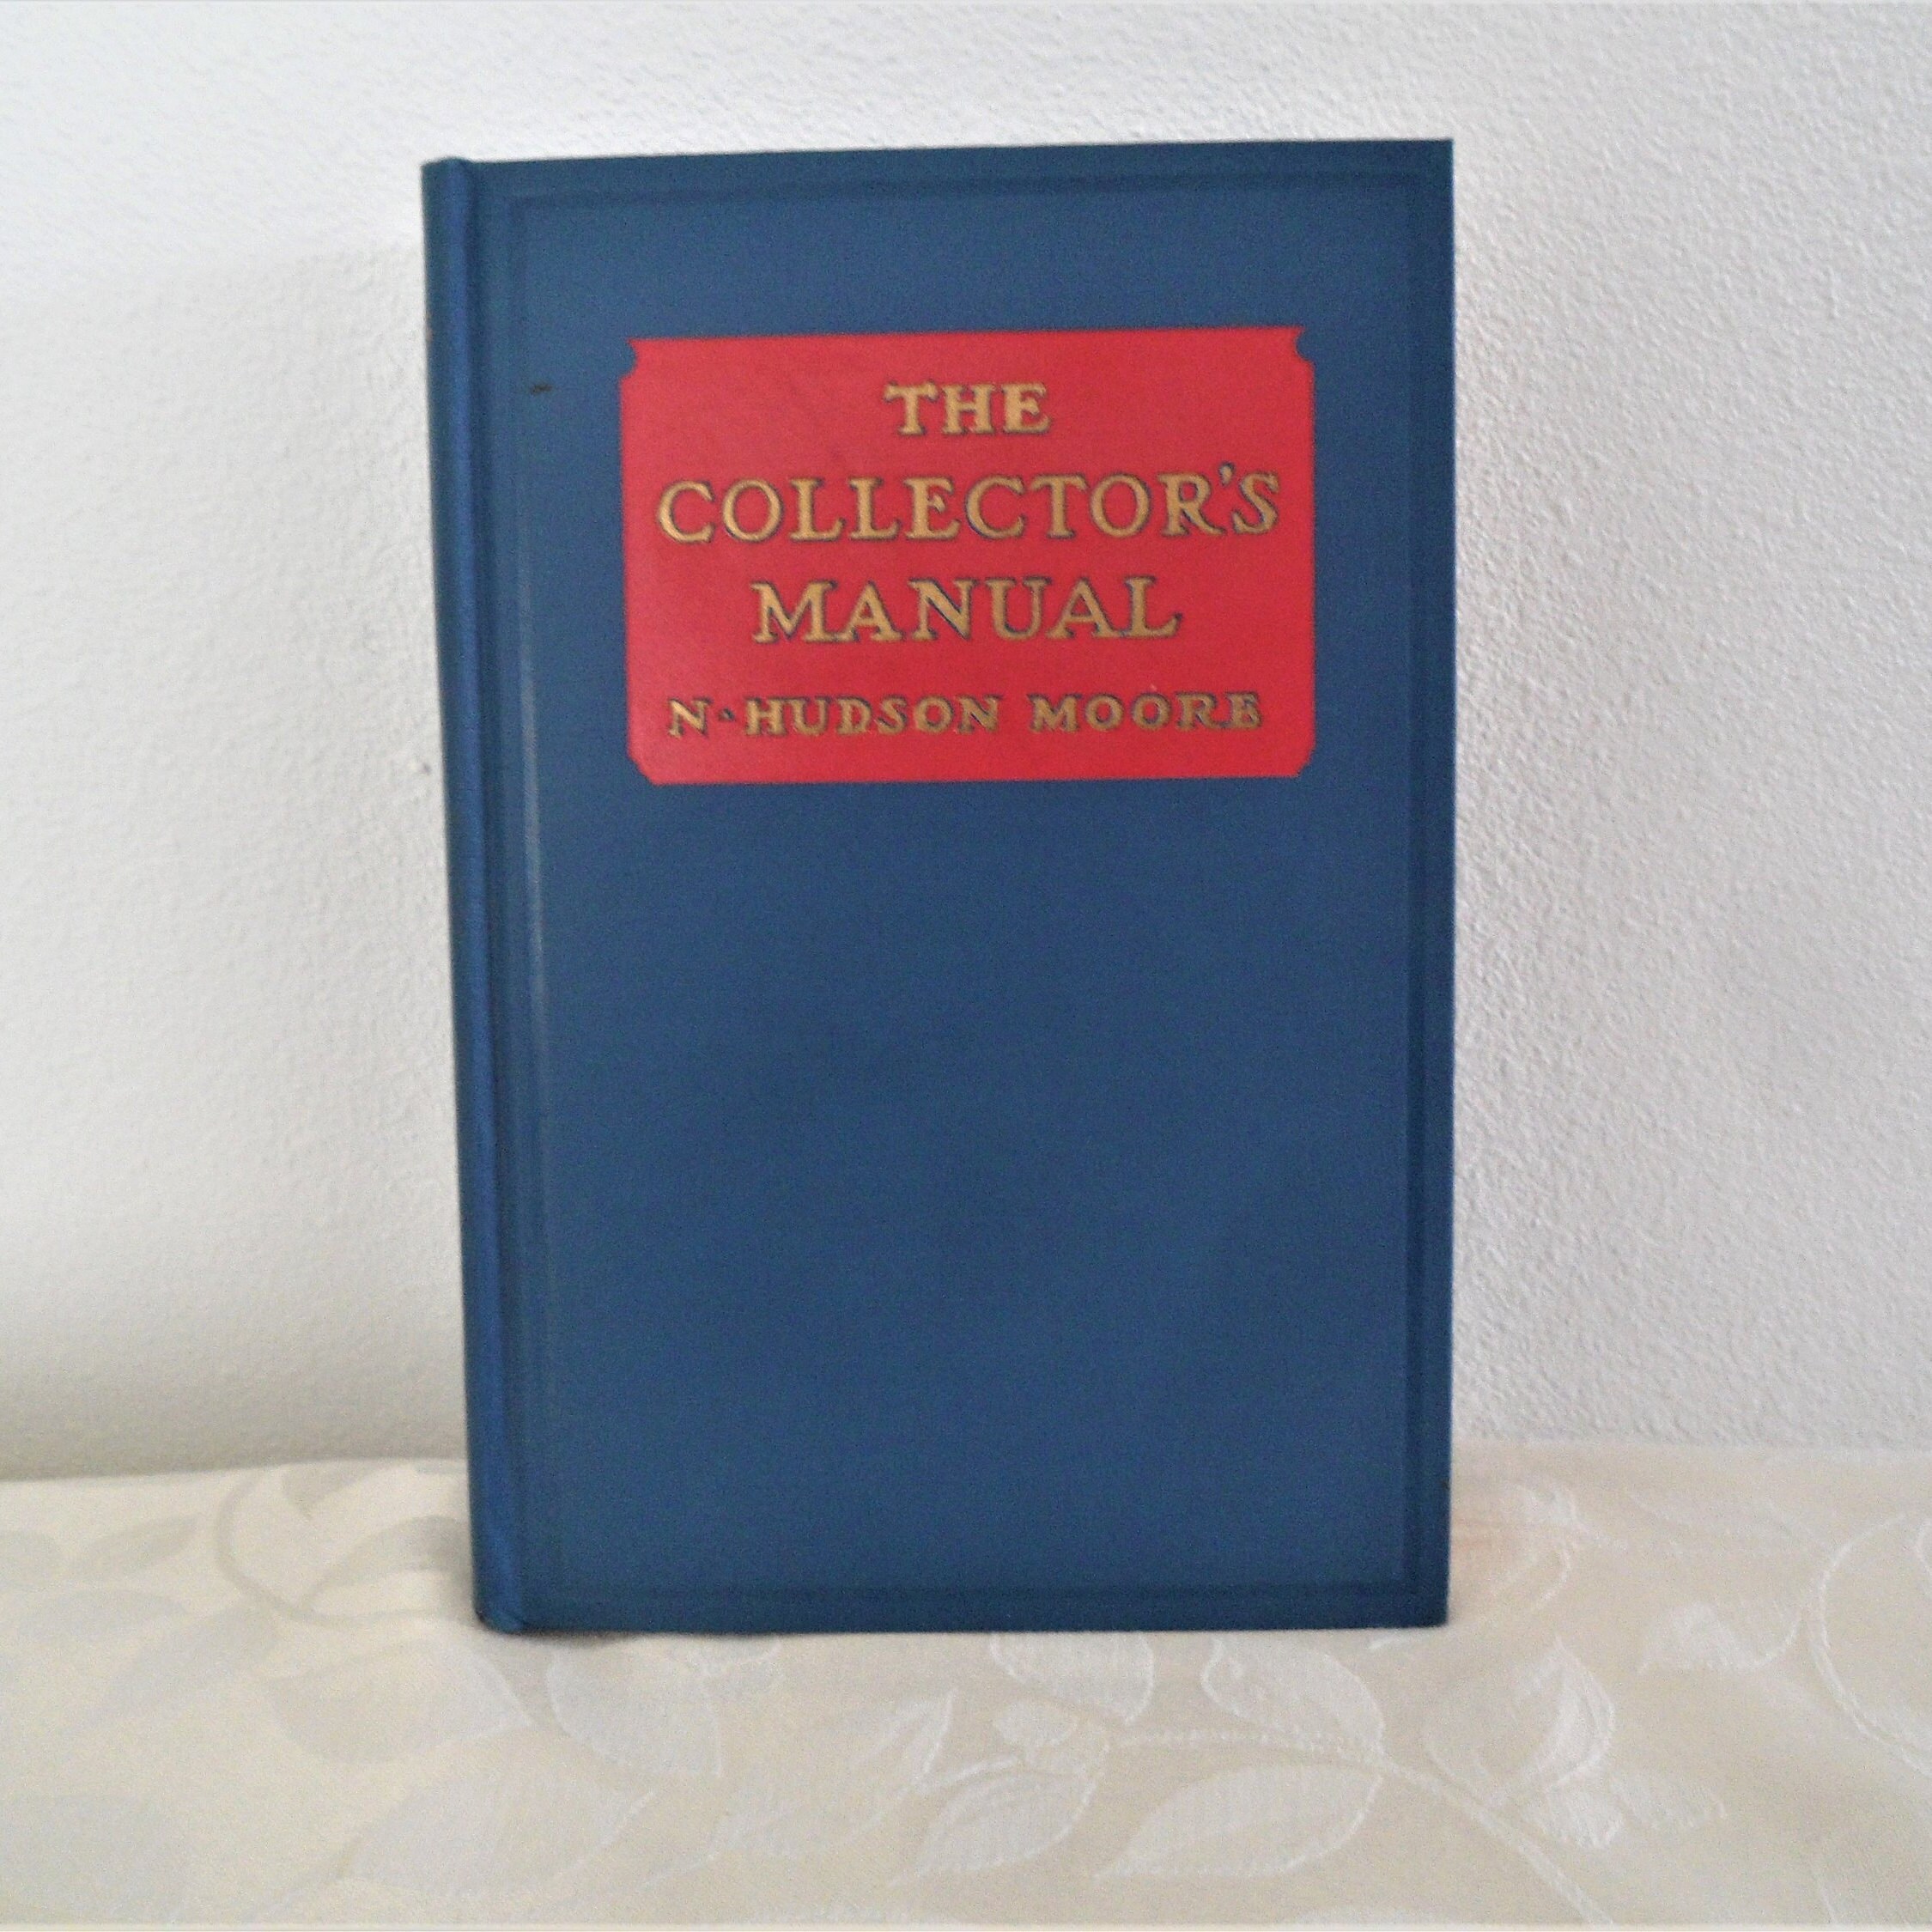 THE
COLLECTOR'S
MANUAL
N·HUDSON MOORE